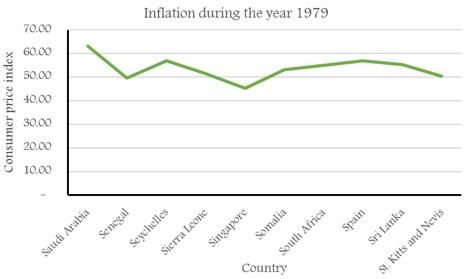 Inflation during the year 1979
Consumer price index
70.00
60.00
50.00
40.00
30.00
20.00
10.00
-
Saudi Arabia
Senegal
Seychelles
Sierra Leone
Singapore
Somalia
South Africa
Spain
Sri Lanka
St. Kitts and Nevis
Country